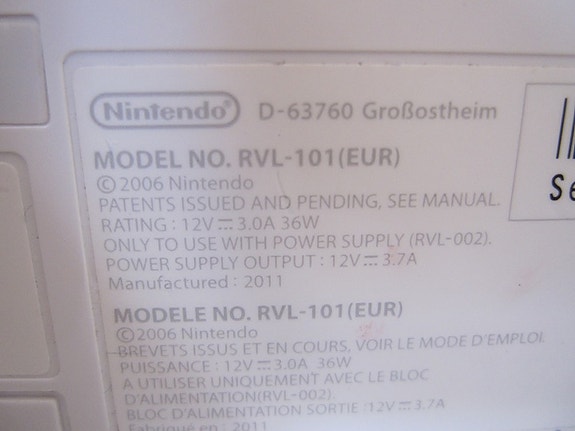 Nintendo® D-63760 Großostheim
MODEL NO. RVL-101(EUR)
©2006 Nintendo
PATENTS ISSUED AND PENDING, SEE MANUAL.
RATING : 12V⎓3.0A 36W
ONLY TO USE WITH POWER SUPPLY (RVL-002).
POWER SUPPLY OUTPUT : 12V⎓3.7A
Manufactured : 2011
MODELE NO. RVL-101(EUR)
©2006 Nintendo
BREVETS ISSUS ET EN COURS, VOIR LE MODE D'EMPLOI.
PUISSANCE : 12V⎓3.0A 36W
A UTILISER UNIQUEMENT AVEC LE BLOC
D'ALIMENTATION(RVL-002).
BLOC D'ALIMENTATION SORTIE :12V⎓3.7A
Fabriqué en : 2011